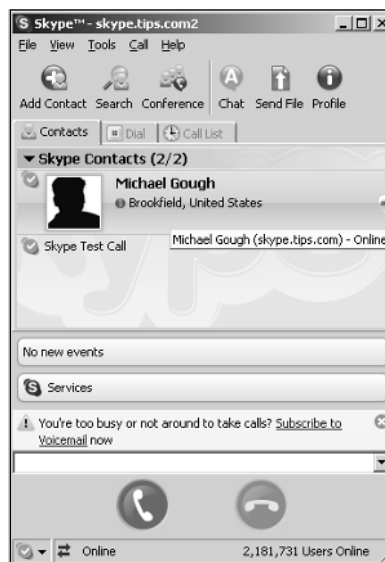 Skype™ - skype.tips.com2
File View Tools Call Help
Add Contact Search Conference Chat Send File Profile
Contacts Dial Call List
Skype Contacts (2/2)
Michael Gough
Brookfield, United States
Michael Gough (skype.tips.com) - Online
Skype Test Call
No new events
Services
You're too busy or not around to take calls? Subscribe to
Voicemail now
Online 2,181,731 Users Online